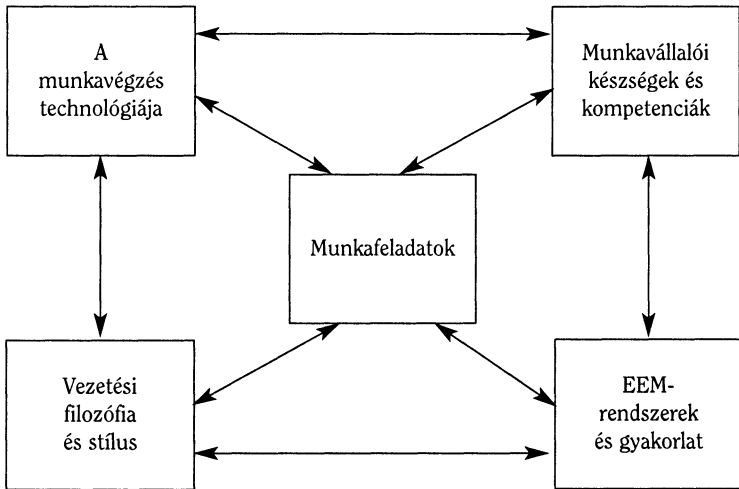 A
munkavégzés
technológiája
Munkavállalói
készségek és
kompetenciák
Munkafeladatok
Vezetési
filozófia
és stílus
EEM-
rendszerek
és gyakorlat